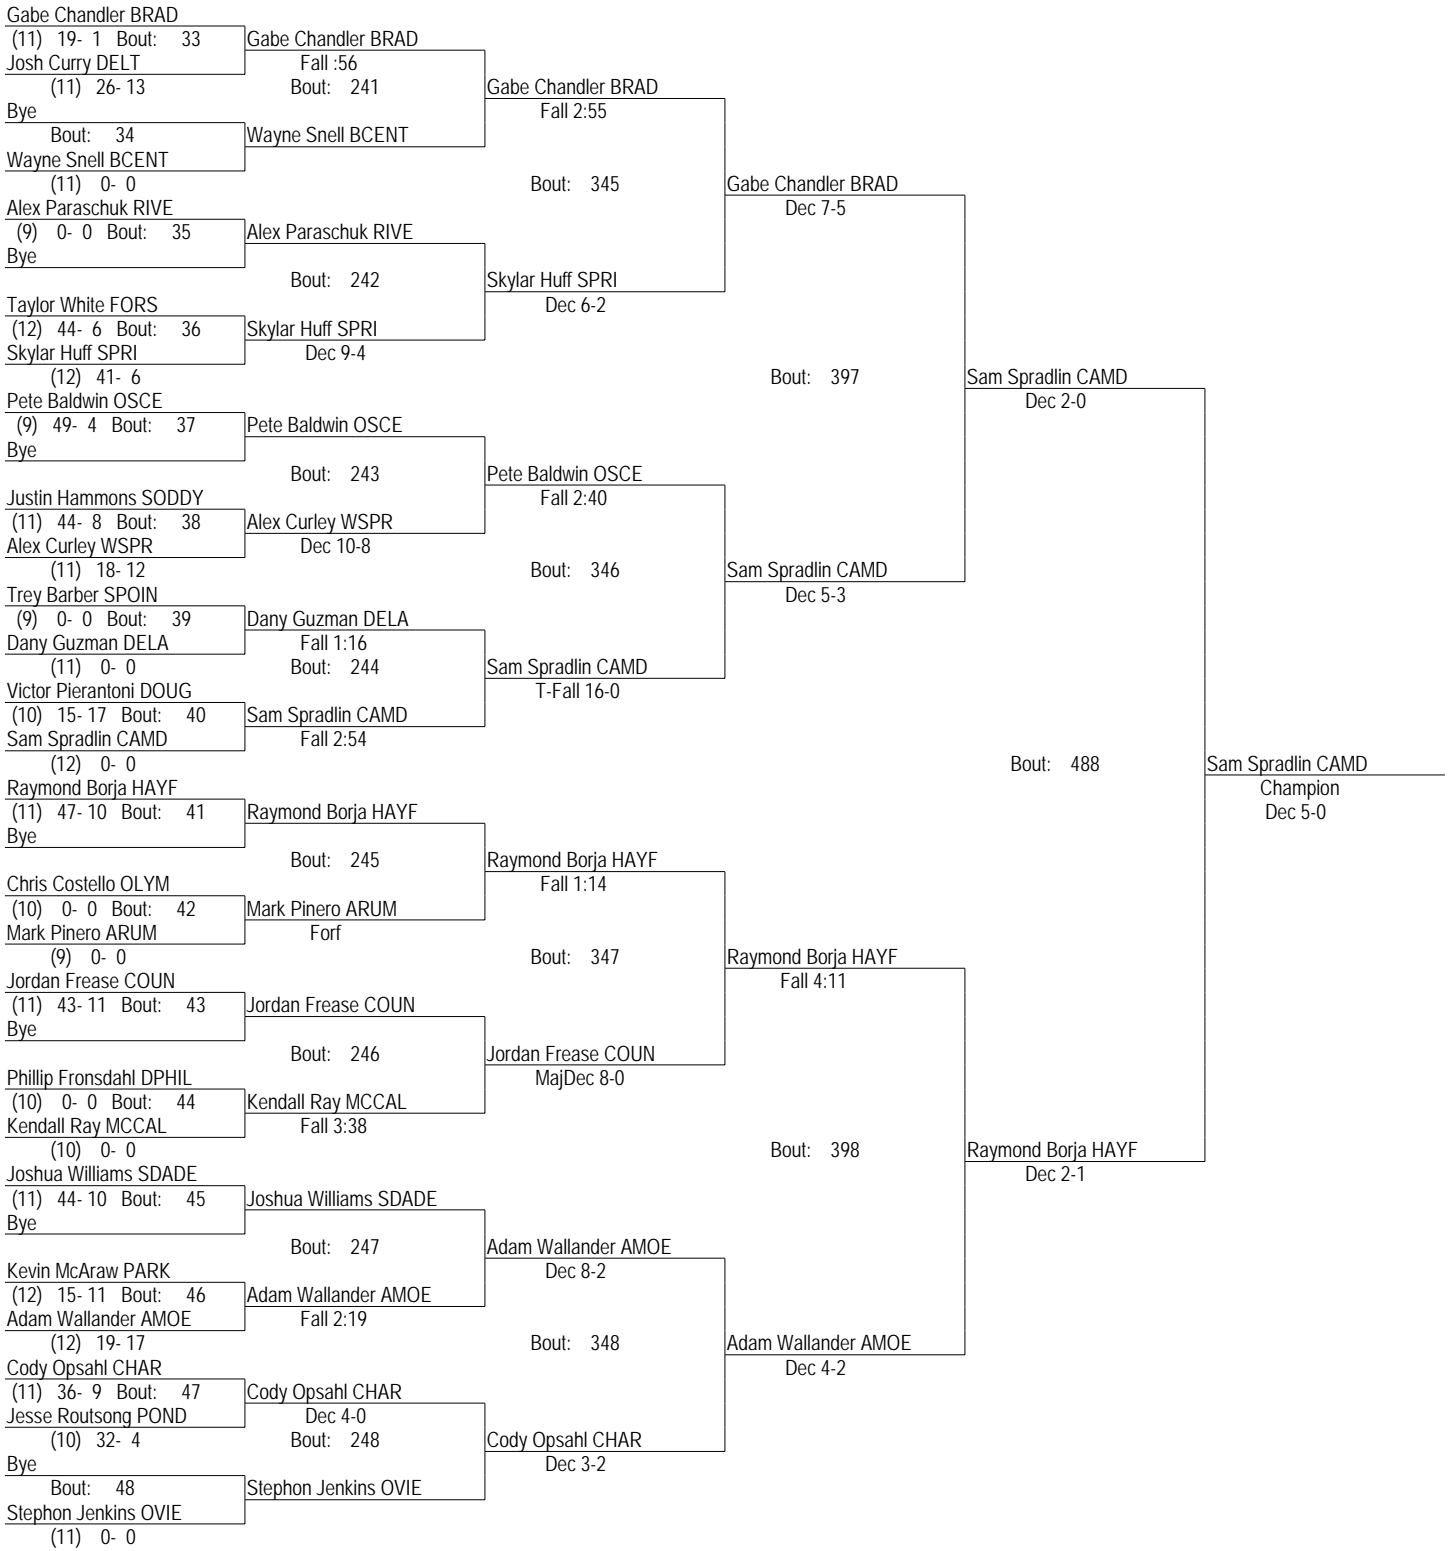 Gabe Chandler BRAD
(11) 19- 1 Bout: 33 Gabe Chandler BRAD
Josh Curry DELT Fall :56
(11) 26- 13 Bout: 241 Gabe Chandler BRAD
Bye Fall 2:55
Bout: 34 Wayne Snell BCENT
Wayne Snell BCENT
(11) 0- 0 Bout: 345 Gabe Chandler BRAD
Alex Paraschuk RIVE Dec 7-5
(9) 0- 0 Bout: 35 Alex Paraschuk RIVE
Bye
Bout: 242 Skylar Huff SPRI
Taylor White FORS Dec 6-2
(12) 44- 6 Bout: 36 Skylar Huff SPRI
Skylar Huff SPRI Dec 9-4
(12) 41- 6 Bout: 397 Sam Spradlin CAMD
Pete Baldwin OSCE Dec 2-0
(9) 49- 4 Bout: 37 Pete Baldwin OSCE
Bye
Bout: 243 Pete Baldwin OSCE
Justin Hammons SODDY Fall 2:40
(11) 44- 8 Bout: 38 Alex Curley WSPR
Alex Curley WSPR Dec 10-8
(11) 18- 12 Bout: 346 Sam Spradlin CAMD
Trey Barber SPOIN Dec 5-3
(9) 0- 0 Bout: 39 Dany Guzman DELA
Dany Guzman DELA Fall 1:16
(11) 0- 0 Bout: 244 Sam Spradlin CAMD
Victor Pierantoni DOUG T-Fall 16-0
(10) 15- 17 Bout: 40 Sam Spradlin CAMD
Sam Spradlin CAMD Fall 2:54
(12) 0- 0 Bout: 488 Sam Spradlin CAMD
Raymond Borja HAYF Champion
(11) 47- 10 Bout: 41 Raymond Borja HAYF Dec 5-0
Bye
Bout: 245 Raymond Borja HAYF
Chris Costello OLYM Fall 1:14
(10) 0- 0 Bout: 42 Mark Pinero ARUM
Mark Pinero ARUM Forf
(9) 0- 0 Bout: 347 Raymond Borja HAYF
Jordan Frease COUN Fall 4:11
(11) 43- 11 Bout: 43 Jordan Frease COUN
Bye
Bout: 246 Jordan Frease COUN
Phillip Fronsdahl DPHIL MajDec 8-0
(10) 0- 0 Bout: 44 Kendall Ray MCCAL
Kendall Ray MCCAL Fall 3:38
(10) 0- 0 Bout: 398 Raymond Borja HAYF
Joshua Williams SDADE Dec 2-1
(11) 44- 10 Bout: 45 Joshua Williams SDADE
Bye
Bout: 247 Adam Wallander AMOE
Kevin McAraw PARK Dec 8-2
(12) 15- 11 Bout: 46 Adam Wallander AMOE
Adam Wallander AMOE Fall 2:19
(12) 19- 17 Bout: 348 Adam Wallander AMOE
Cody Opsahl CHAR Dec 4-2
(11) 36- 9 Bout: 47 Cody Opsahl CHAR
Jesse Routsong POND Dec 4-0
(10) 32- 4 Bout: 248 Cody Opsahl CHAR
Bye Dec 3-2
Bout: 48 Stephon Jenkins OVIE
Stephon Jenkins OVIE
(11) 0- 0